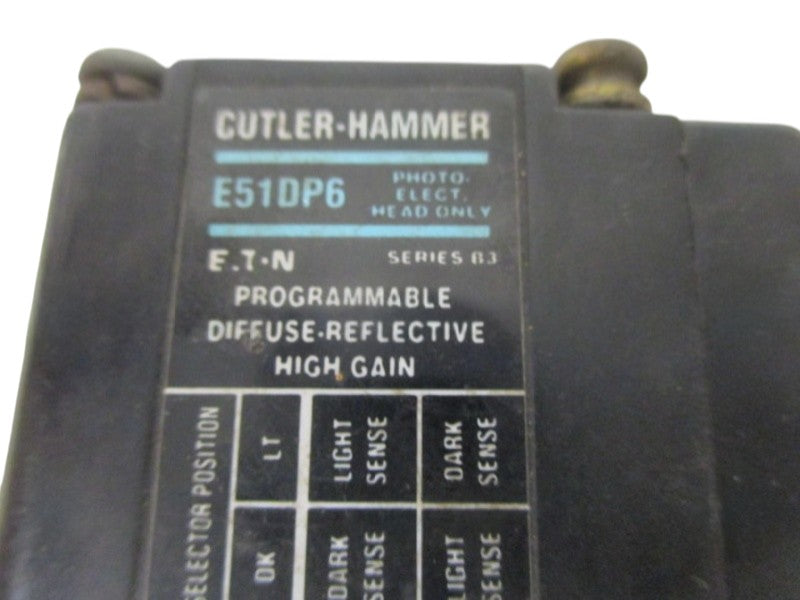 CUTLER-HAMMER
E51DP6
PHOTO-
ELECT.
HEAD ONLY
E.T.N
SERIES B3
PROGRAMMABLE
DIFFUSE-REFLECTIVE
HIGH GAIN
SELECTOR POSITION
LT
LIGHT
SENSE
DARK
SENSE
DK
DARK
SENSE
LIGHT
SENSE